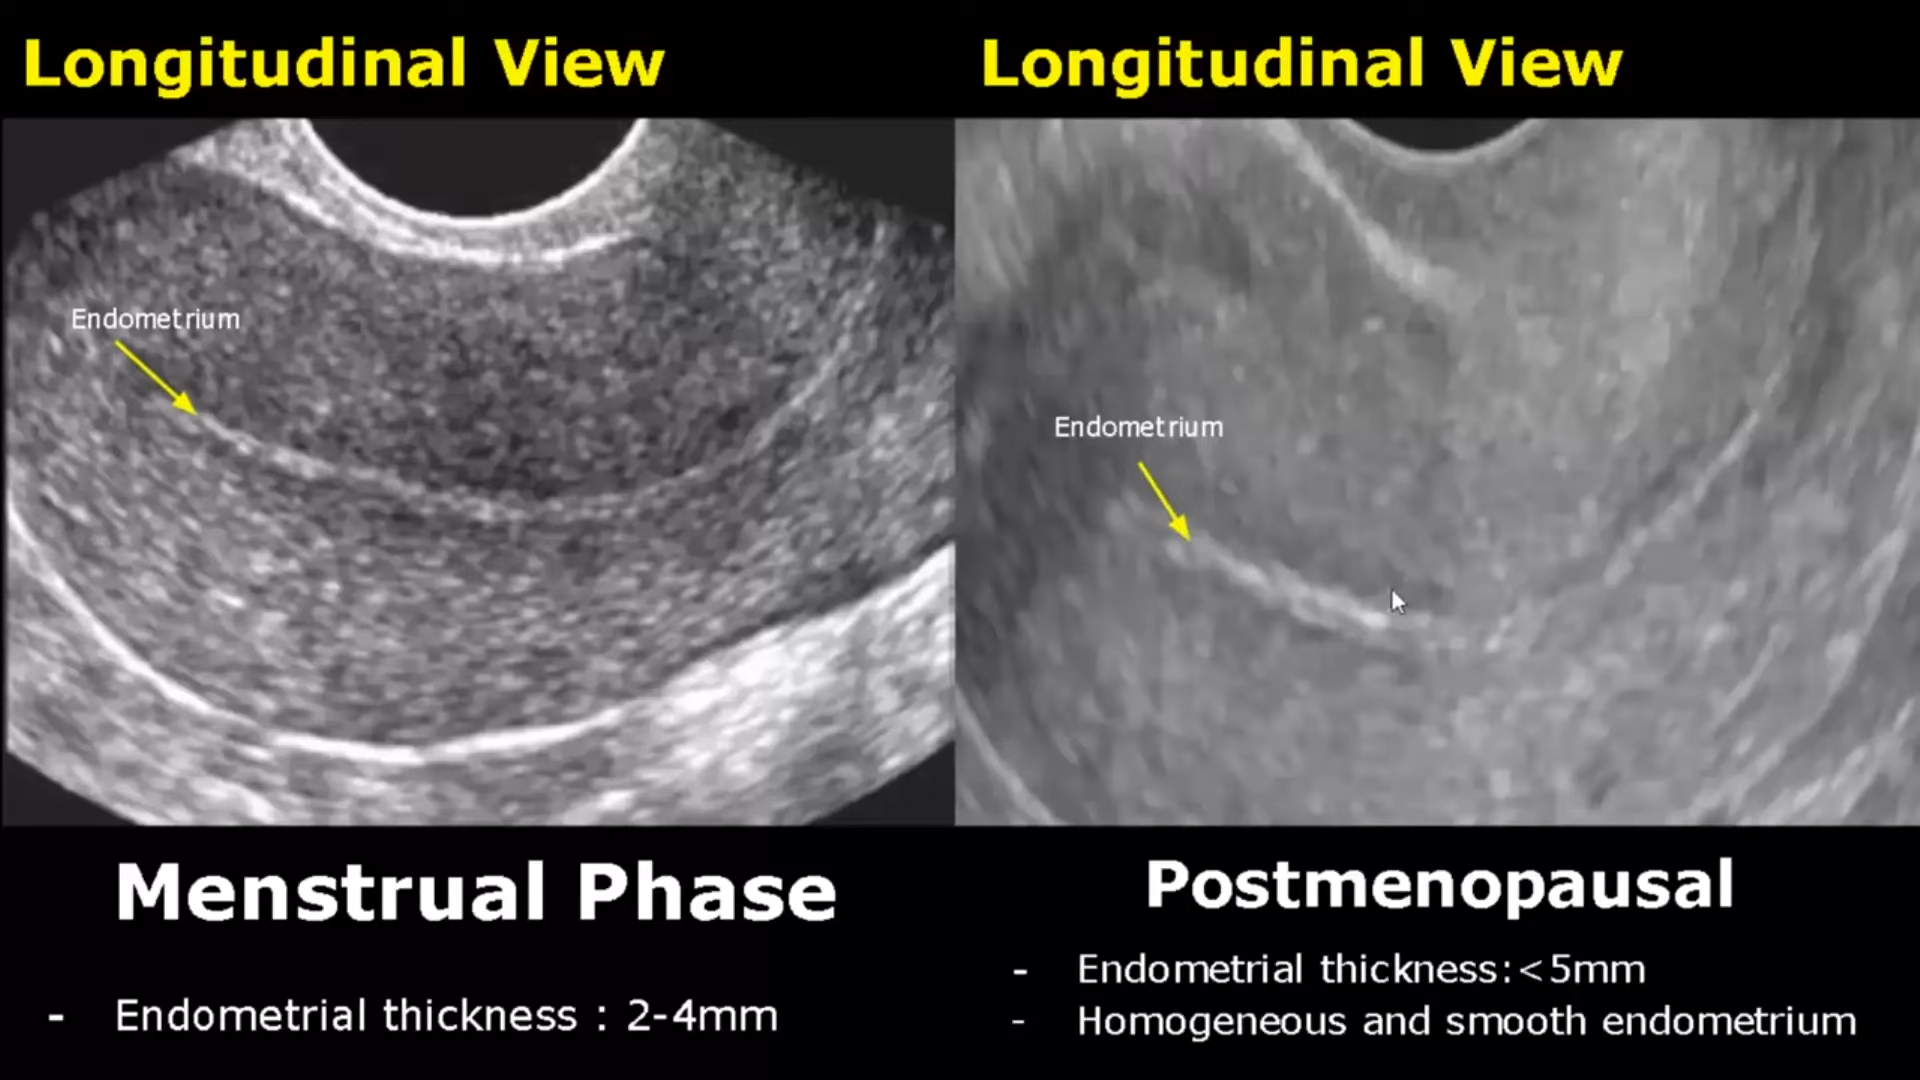 Longitudinal View
Endometrium
Menstrual Phase
- Endometrial thickness : 2-4mm
Longitudinal View
Endometrium
Postmenopausal
- Endometrial thickness:<5mm
- Homogeneous and smooth endometrium